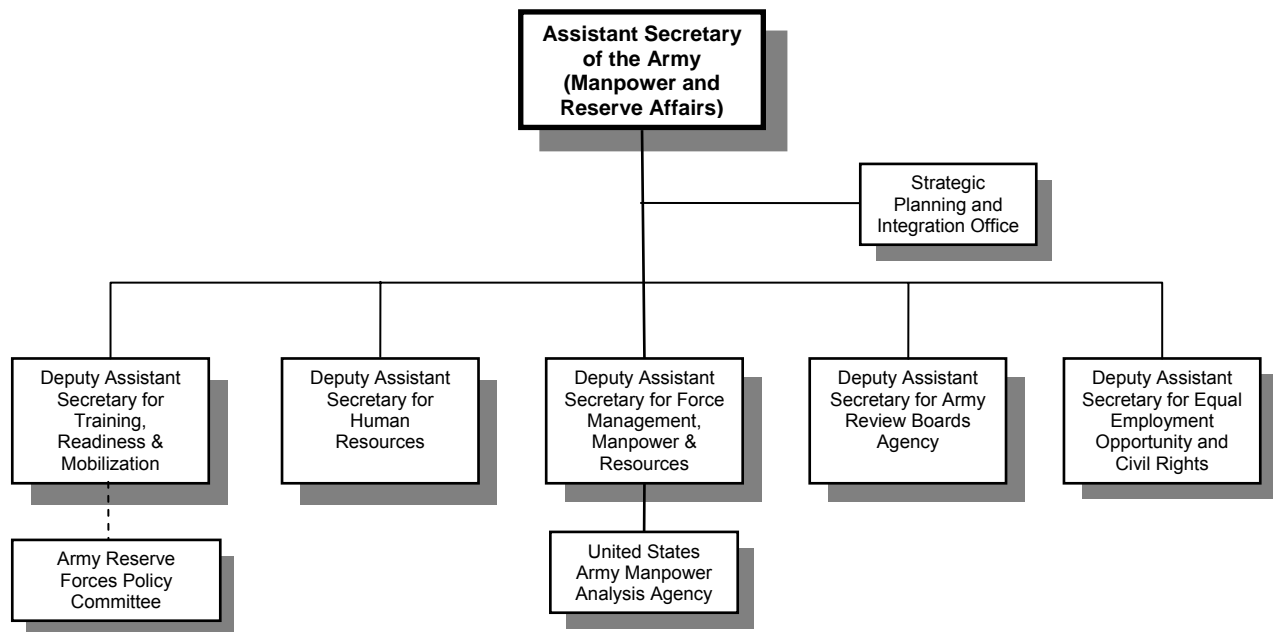 Assistant Secretary
of the Army
(Manpower and
Reserve Affairs)
Strategic
Planning and
Integration Office
Deputy Assistant
Secretary for
Training,
Readiness &
Mobilization
Deputy Assistant
Secretary for
Human
Resources
Deputy Assistant
Secretary for Force
Management,
Manpower &
Resources
Deputy Assistant
Secretary for Army
Review Boards
Agency
Deputy Assistant
Secretary for Equal
Employment
Opportunity and
Civil Rights
Army Reserve
Forces Policy
Committee
United States
Army Manpower
Analysis Agency